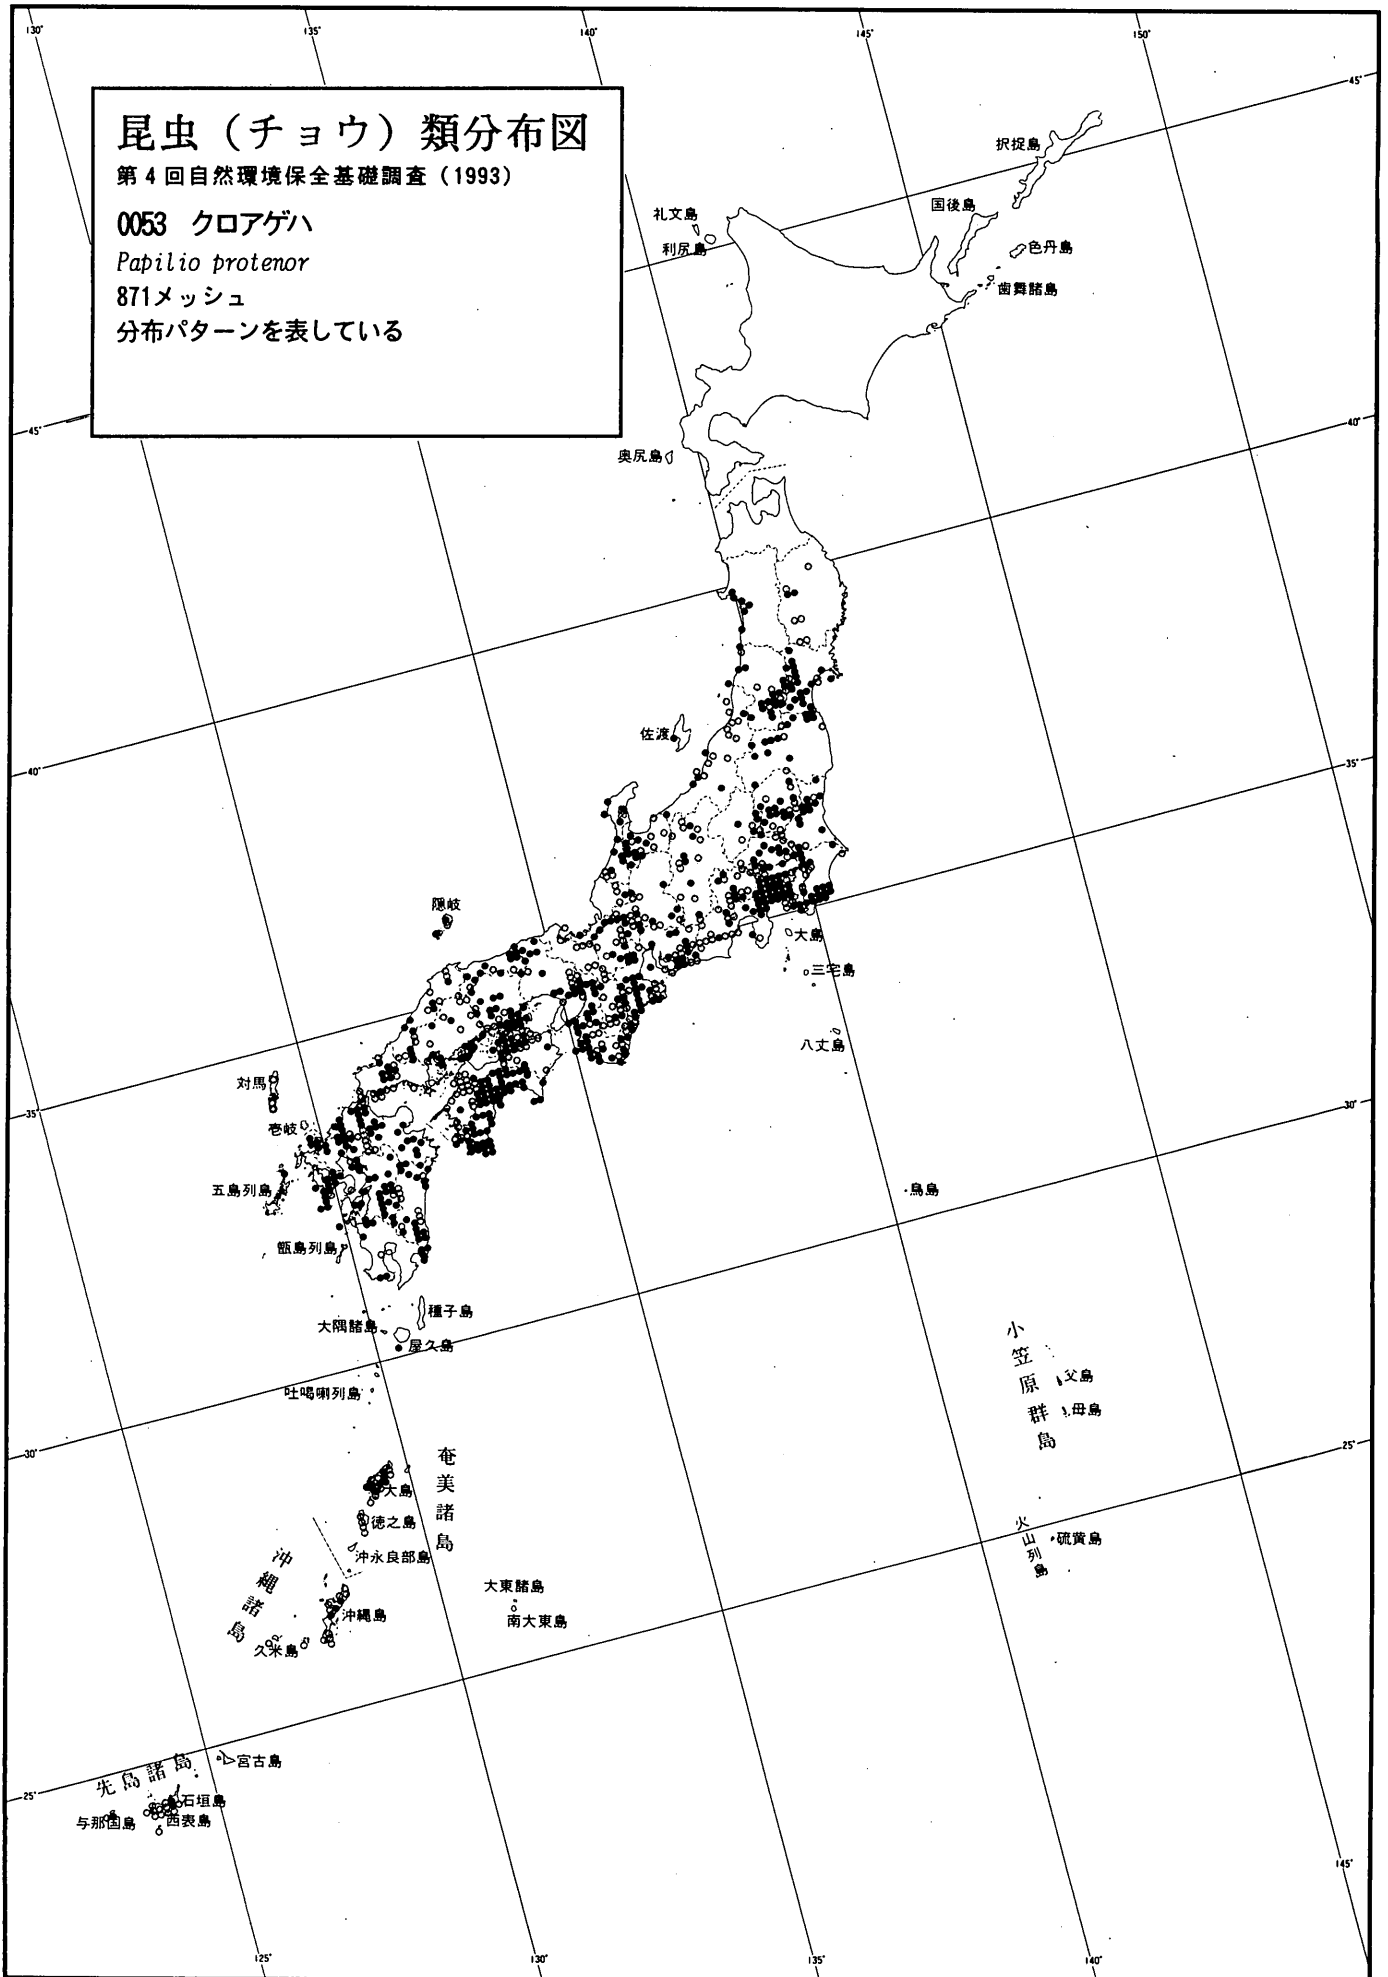 昆虫（チョウ）類分布図
第4回自然環境保全基礎調査（1993）
0053 クロアゲハ
Papilio protenor
871メッシュ
分布パターンを表している
130°
135°
140°
145°
150°
45°
択捉島
国後島
色丹島
歯舞諸島
礼文島
利尻島
奥尻島
45°
40°
佐渡
40°
35°
隠岐
大島
三宅島
八丈島
対馬
壱岐
35°
五島列島
甑島列島
30°
鳥島
種子島
大隅諸島
屋久島
吐噶喇列島
小笠原群島
父島
母島
30°
25°
奄美諸島
大島
徳之島
沖永良部島
火山列島
硫黄島
沖縄諸島
沖縄島
久米島
大東諸島
南大東島
先島諸島
宮古島
石垣島
西表島
与那国島
25°
145°
125°
130°
135°
140°